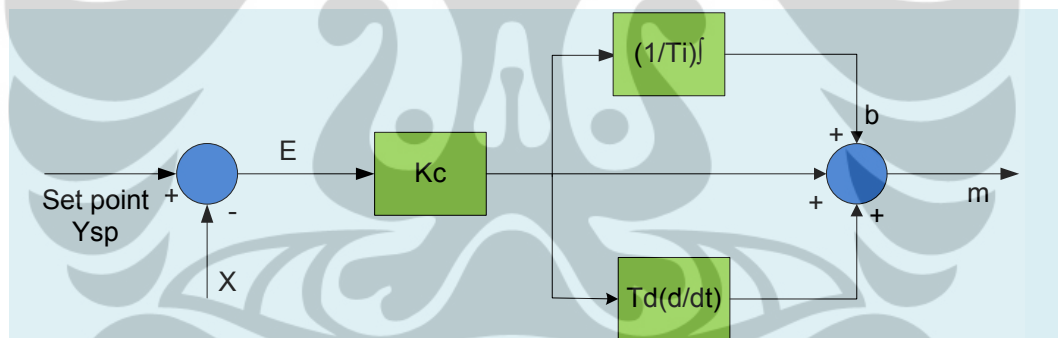 (1/Ti)∫
b
+
E
Kc
Set point
Ysp
+
-
X
+
+
m
Td(d/dt)